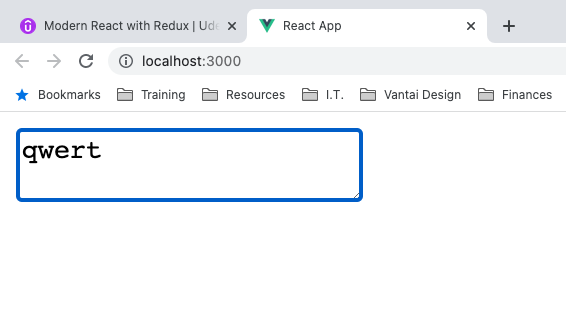 Modern React with Redux | Ude
React App
localhost:3000
Bookmarks Training Resources I.T. Vantai Design Finances
qwert